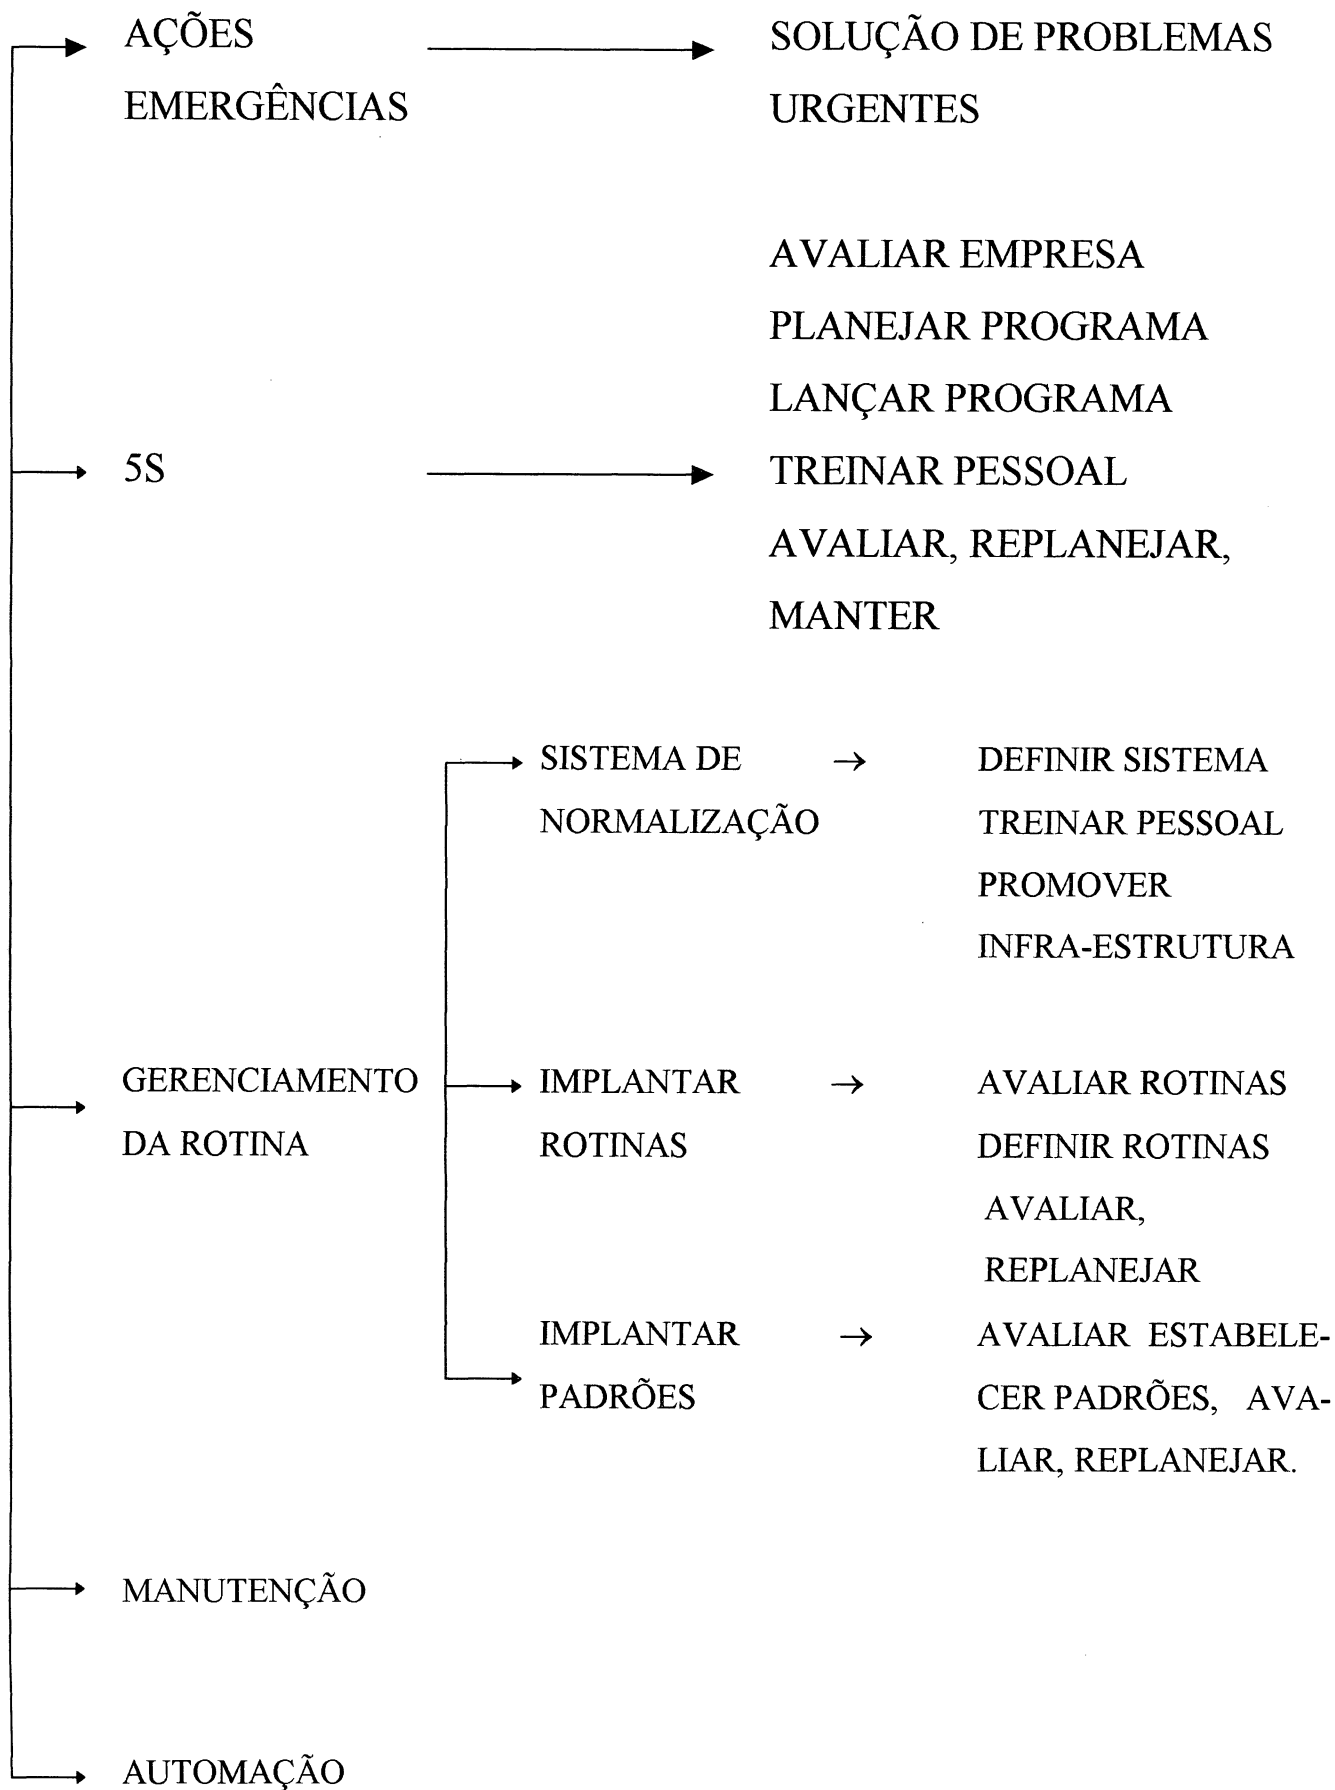 AÇÕES
EMERGÊNCIAS
SOLUÇÃO DE PROBLEMAS
URGENTES
5S
AVALIAR EMPRESA
PLANEJAR PROGRAMA
LANÇAR PROGRAMA
TREINAR PESSOAL
AVALIAR, REPLANEJAR,
MANTER
GERENCIAMENTO
DA ROTINA
SISTEMA DE
NORMALIZAÇÃO
DEFINIR SISTEMA
TREINAR PESSOAL
PROMOVER
INFRA-ESTRUTURA
IMPLANTAR
ROTINAS
AVALIAR ROTINAS
DEFINIR ROTINAS
AVALIAR,
REPLANEJAR
IMPLANTAR
PADRÕES
AVALIAR ESTABELE-
CER PADRÕES, AVA-
LIAR, REPLANEJAR.
MANUTENÇÃO
AUTOMAÇÃO